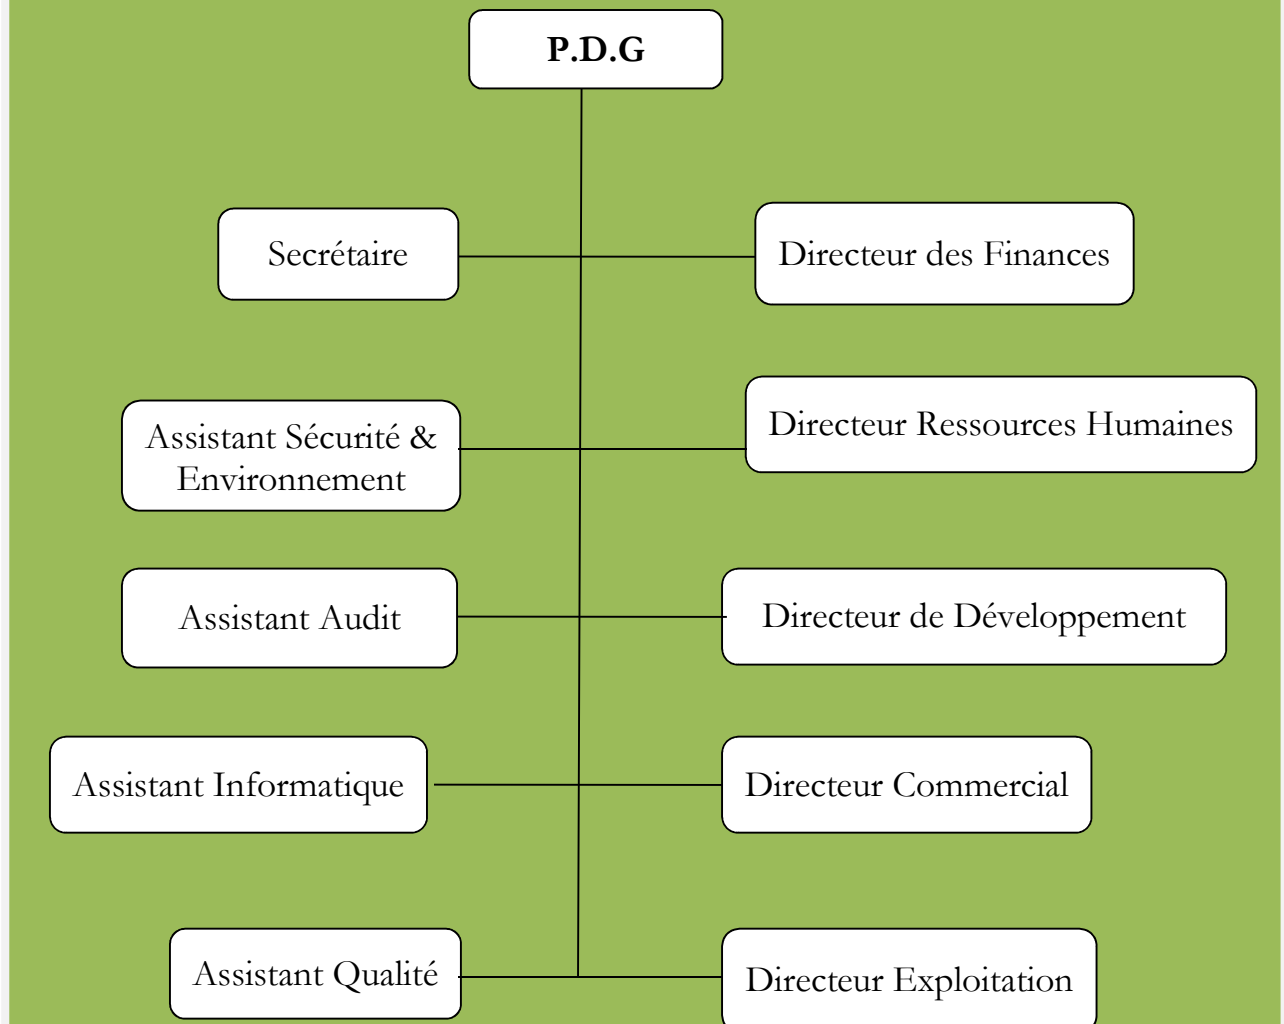 P.D.G
Secrétaire
Directeur des Finances
Assistant Sécurité &
Environnement
Directeur Ressources Humaines
Assistant Audit
Directeur de Développement
Assistant Informatique
Directeur Commercial
Assistant Qualité
Directeur Exploitation